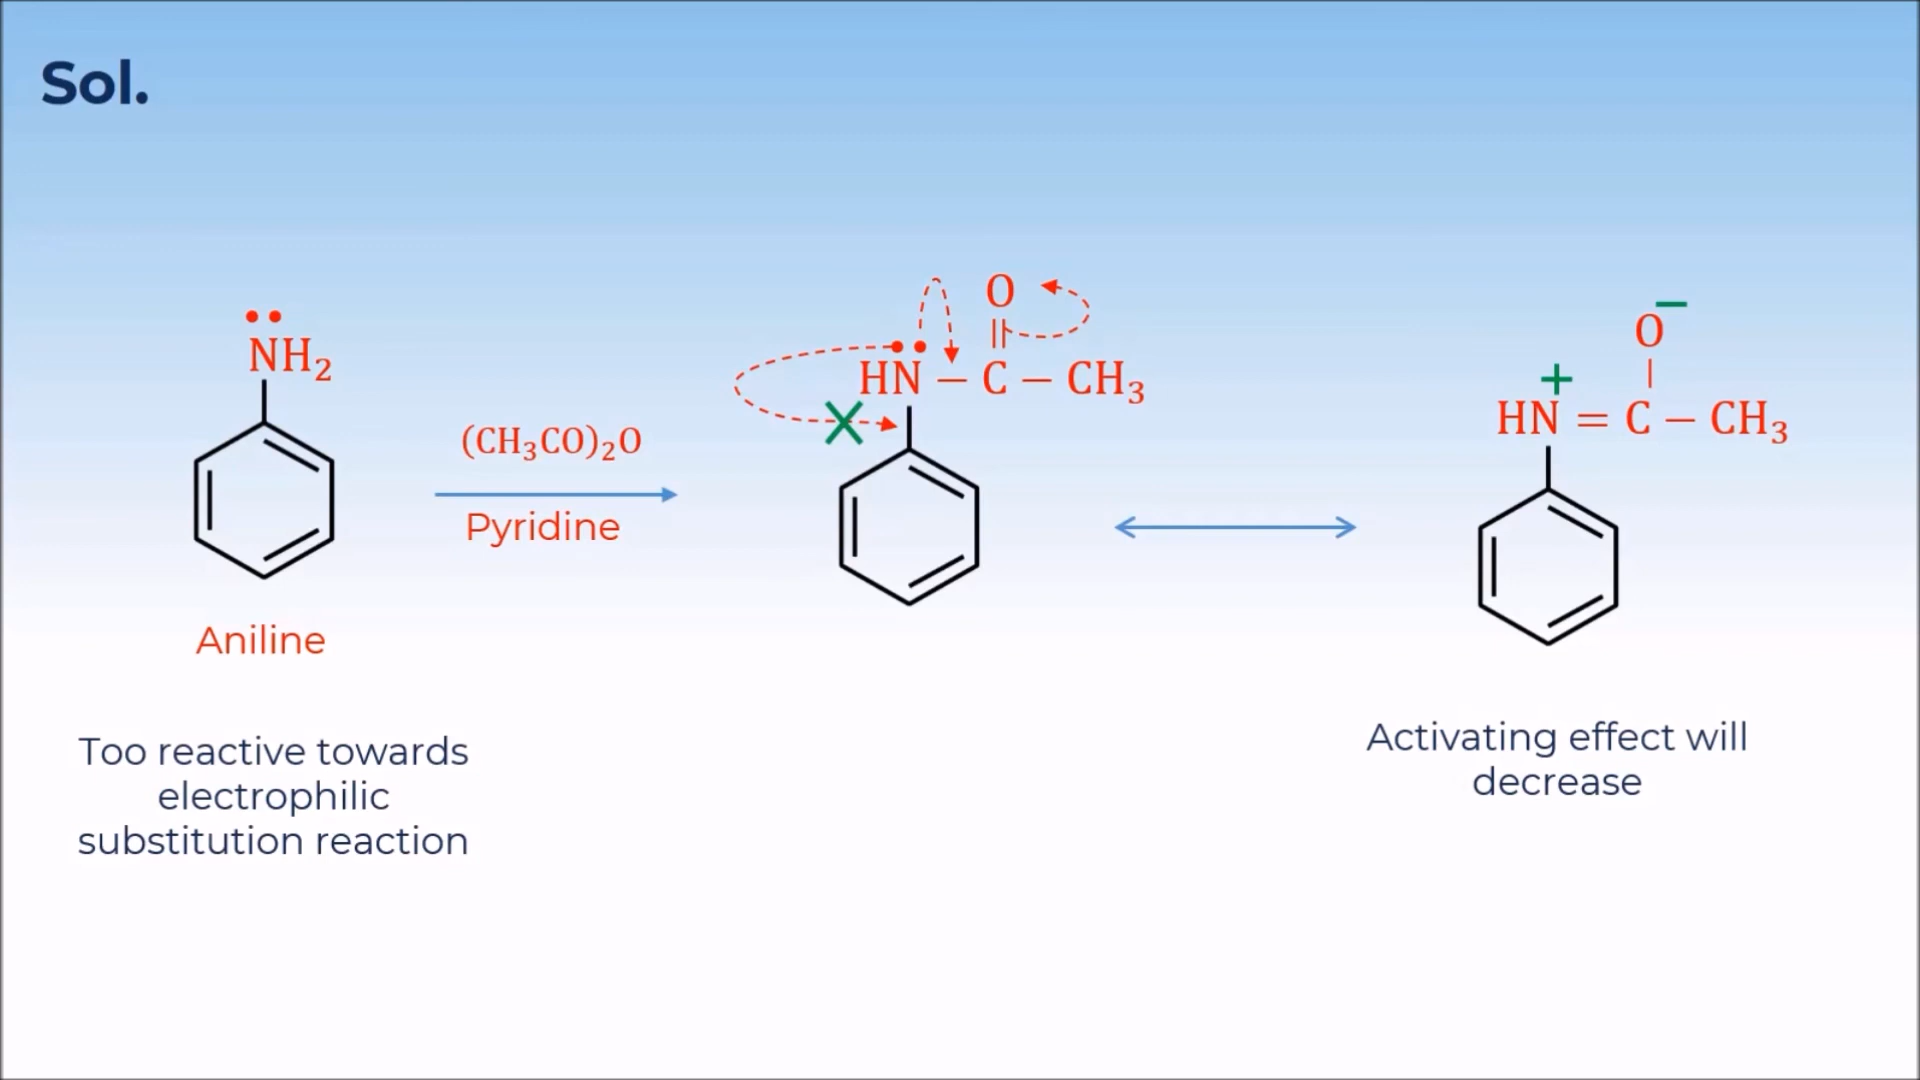 Sol.
NH₂
Aniline
Too reactive towards
electrophilic
substitution reaction
(CH₃CO)₂O
Pyridine
O
HN – C – CH₃
O⁻
+
HN = C – CH₃
Activating effect will
decrease